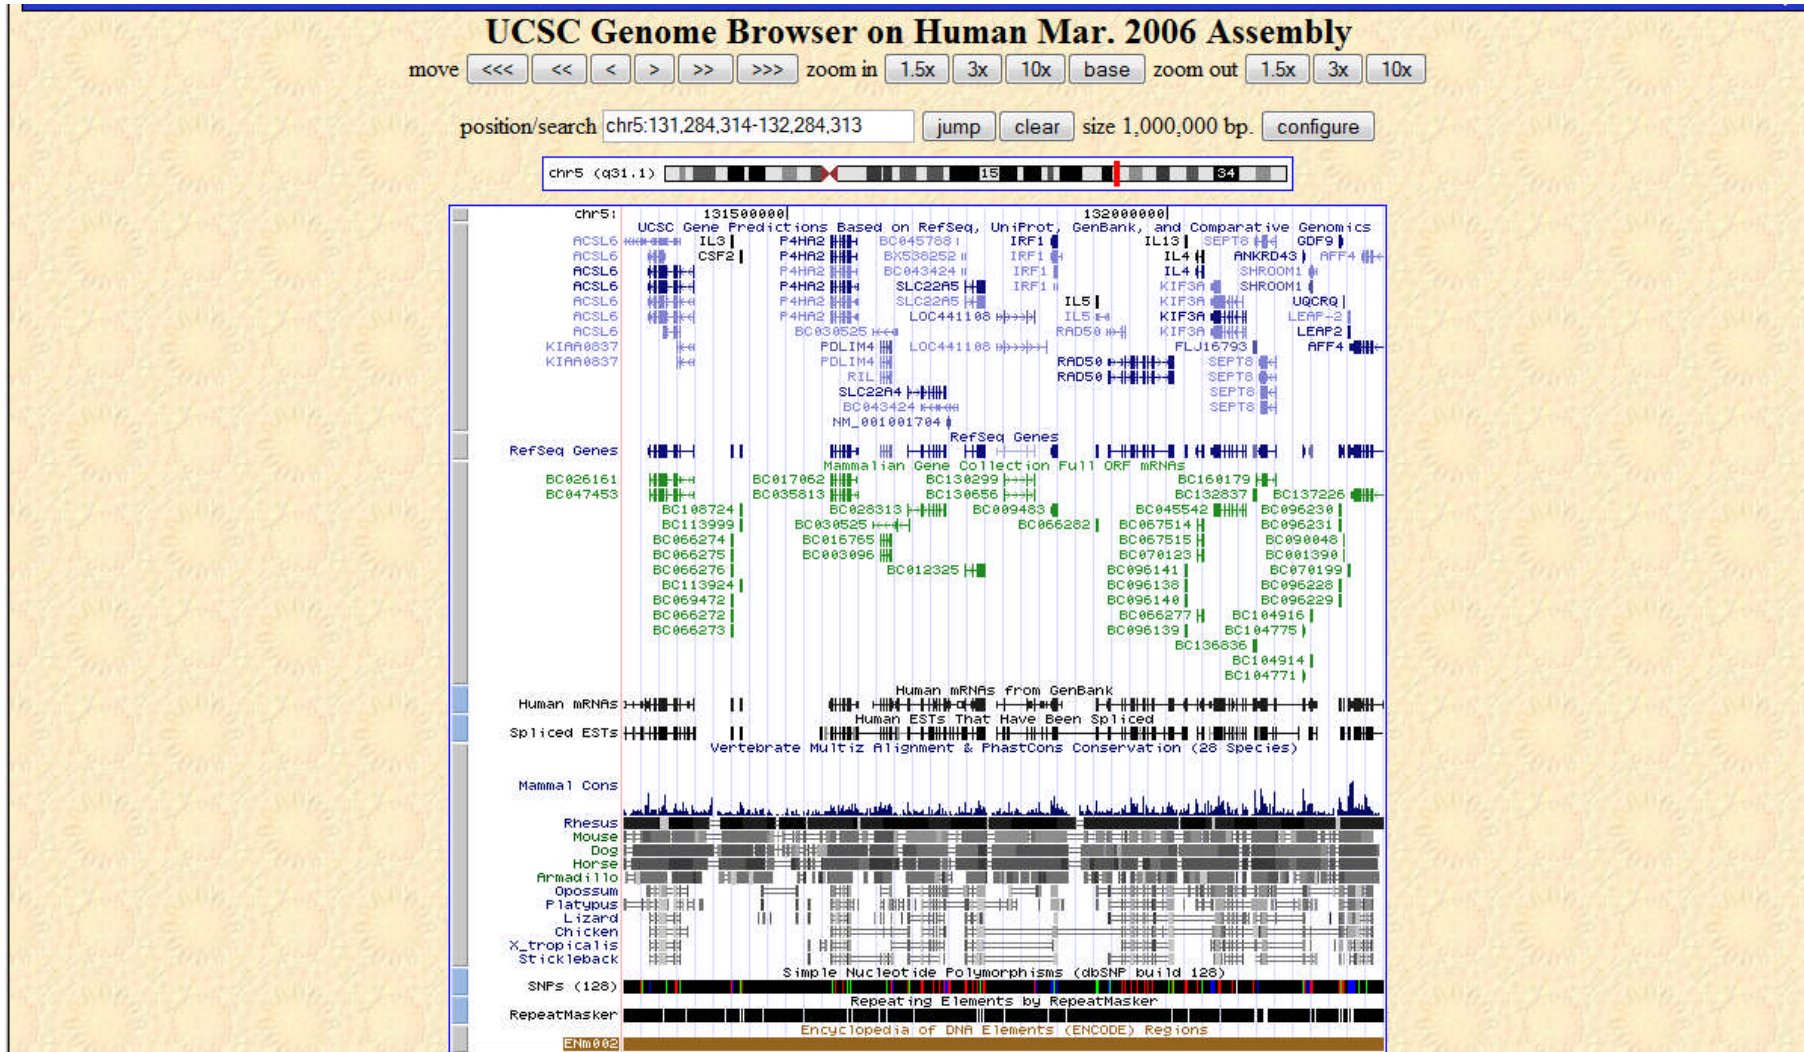 UCSC Genome Browser on Human Mar. 2006 Assembly
move <<< << < > >> >>> zoom in 1.5x 3x 10x base zoom out 1.5x 3x 10x
position/search chr5:131,284,314-132,284,313 jump clear size 1,000,000 bp. configure
chr5 (q31.1) 15 34
chr5: 131500000| 132000000|
UCSC Gene Predictions Based on RefSeq, UniProt, GenBank, and Comparative Genomics
ACSL6 IL3 P4HA2 BC045788 IRF1 IL13 SEPT8 GDF9
ACSL6 CSF2 P4HA2 BX538252 IRF1 IL4 ANKRD43 AFF4
ACSL6 P4HA2 BC043424 IRF1 IL4 SHROOM1
ACSL6 P4HA2 SLC22A5 IRF1 KIF3A SHROOM1
ACSL6 P4HA2 SLC22A5 IL5 KIF3A UQCRQ
ACSL6 P4HA2 LOC441108 IL5 KIF3A LEAP-2
ACSL6 BC030525 RAD50 KIF3A LEAP2
KIAA0837 PDLIM4 LOC441108 FLJ16793 AFF4
KIAA0837 PDLIM4 RAD50 SEPT8
RIL RAD50 SEPT8
SLC22A4 SEPT8
BC043424 SEPT8
NM_001001704
RefSeq Genes
RefSeq Genes
Mammalian Gene Collection Full ORF mRNAs
BC026161 BC017062 BC130299 BC160179
BC047453 BC035813 BC130656 BC132837 BC137226
BC108724 BC028313 BC009483 BC045542 BC096230
BC113999 BC030525 BC066282 BC067514 BC096231
BC066274 BC016765 BC067515 BC090048
BC066275 BC003096 BC070123 BC001390
BC066276 BC012325 BC096141 BC070199
BC113924 BC096138 BC096228
BC069472 BC096140 BC096229
BC066272 BC066277 BC104916
BC066273 BC096139 BC104775
BC136836
BC104914
BC104771
Human mRNAs from GenBank
Human mRNAs
Human ESTs That Have Been Spliced
Spliced ESTs
Vertebrate Multiz Alignment & PhastCons Conservation (28 Species)
Mammal Cons
Rhesus
Mouse
Dog
Horse
Armadillo
Opossum
Platypus
Lizard
Chicken
X_tropicalis
Stickleback
Simple Nucleotide Polymorphisms (dbSNP build 128)
SNPs (128)
Repeating Elements by RepeatMasker
RepeatMasker
Encyclopedia of DNA Elements (ENCODE) Regions
ENm002